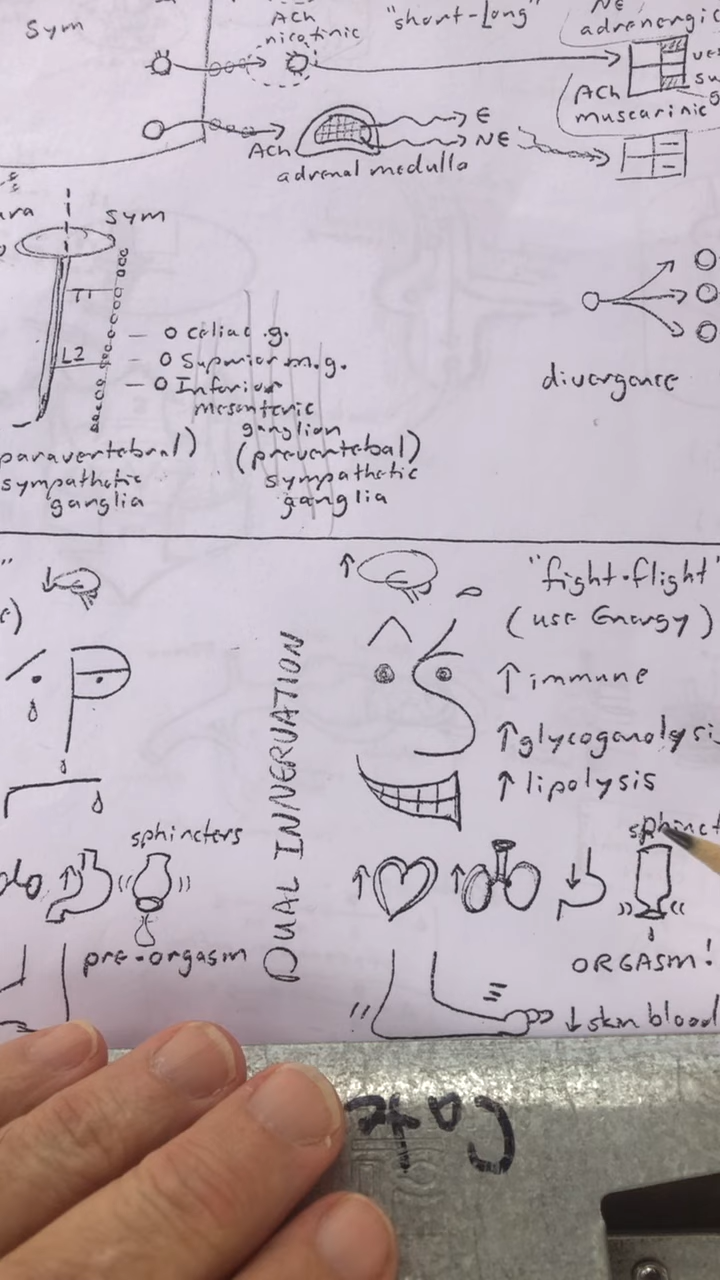 Sym
ACh
nicotinic
"short-Long"
NE
adrenergic
ACh
muscarinic
ACh
E
NE
adrenal medulla
Sym
T1
L2
O Celiac .g.
O Superior m.g.
O Inferior
mesenteric
ganglion
paravertebral)
sympathetic
ganglia
(prevertebal)
sympathetic
ganglia
divergence
DUAL INNERVATION
sphincters
pre-orgasm
"fight-flight"
(use Energy)
↑ immune
↑ glycogenolysi
↑ lipolysis
sphinct
ORGASM!
↓ skin blood